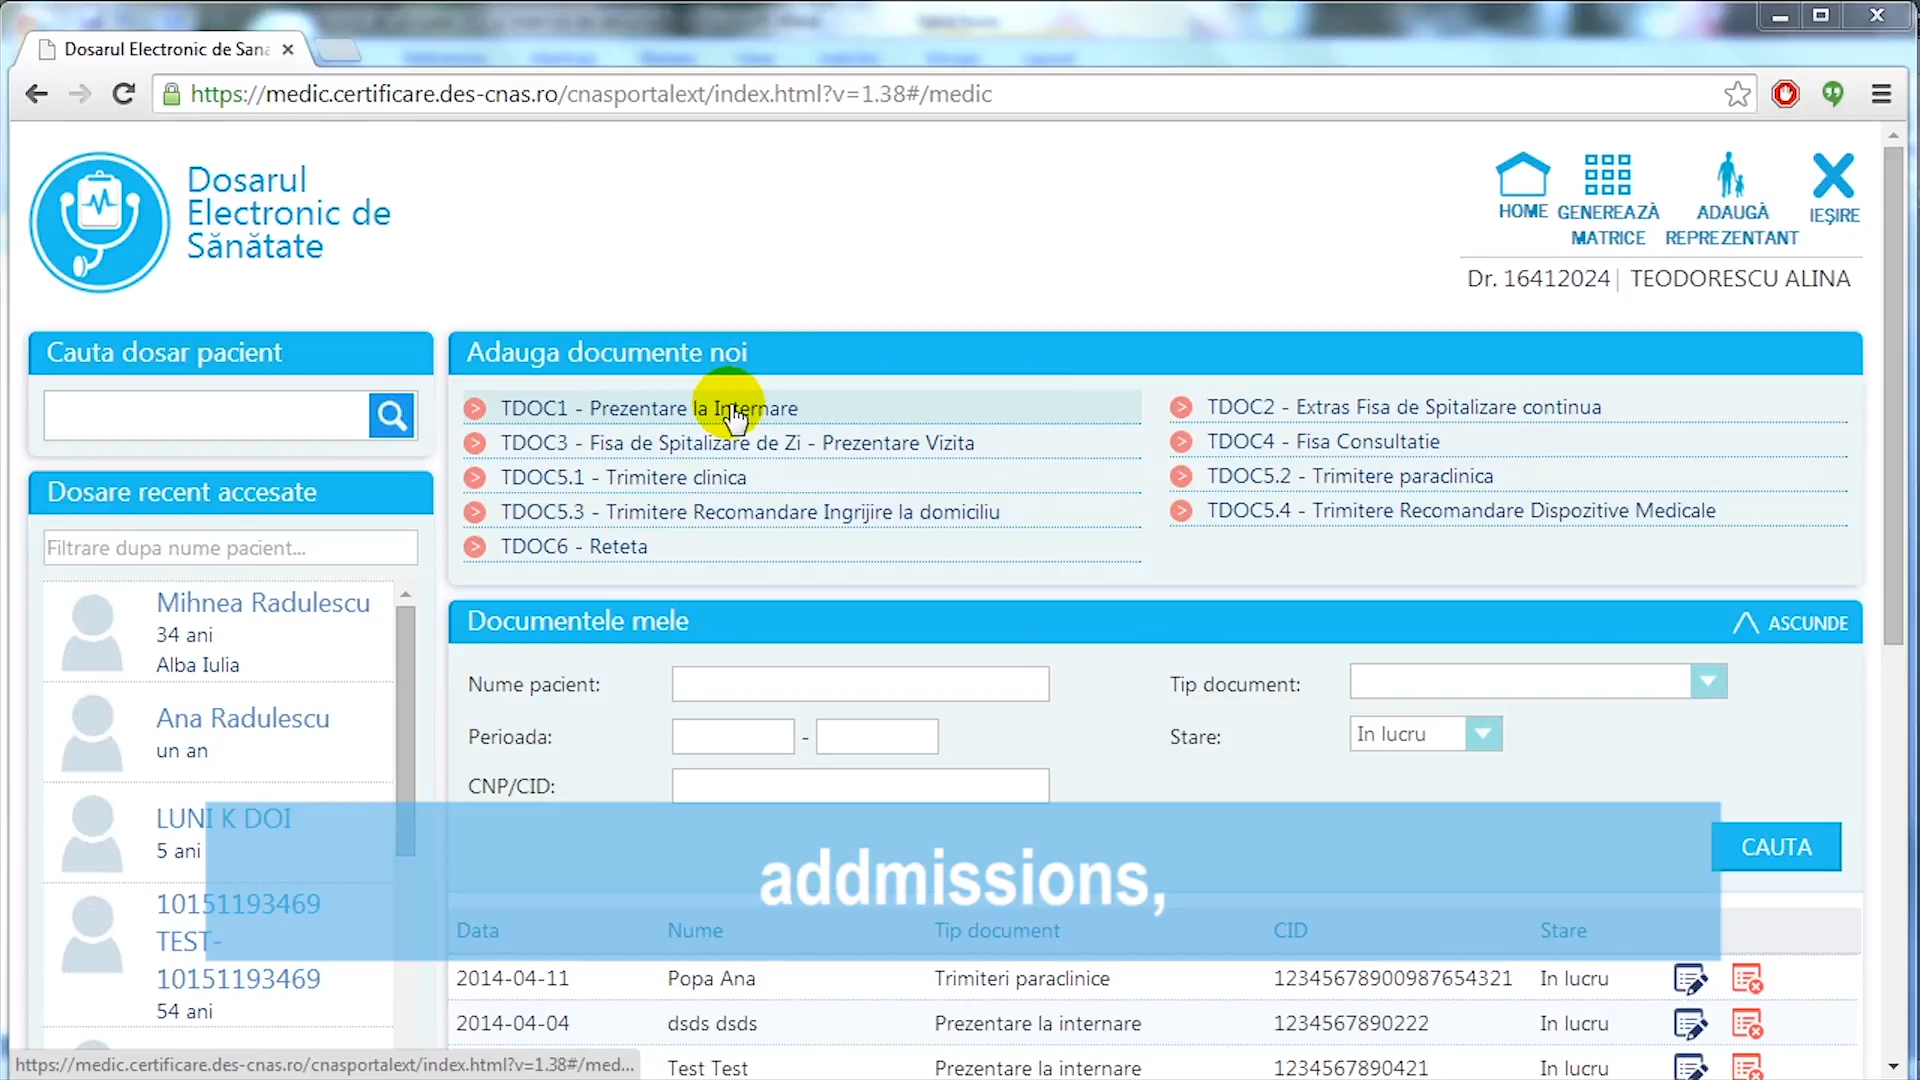 Dosarul Electronic de Sana
https://medic.certificare.des-cnas.ro/cnasportalext/index.html?v=1.38#/medic
Dosarul
Electronic de
Sănătate
HOME
GENEREAZĂ
MATRICE
ADAUGĂ
REPREZENTANT
IEȘIRE
Dr. 16412024 | TEODORESCU ALINA
Cauta dosar pacient
Adauga documente noi
TDOC1 - Prezentare la Internare
TDOC2 - Extras Fisa de Spitalizare continua
TDOC3 - Fisa de Spitalizare de Zi - Prezentare Vizita
TDOC4 - Fisa Consultatie
TDOC5.1 - Trimitere clinica
TDOC5.2 - Trimitere paraclinica
TDOC5.3 - Trimitere Recomandare Ingrijire la domiciliu
TDOC5.4 - Trimitere Recomandare Dispozitive Medicale
TDOC6 - Reteta
Dosare recent accesate
Filtrare dupa nume pacient...
Mihnea Radulescu
34 ani
Alba Iulia
Ana Radulescu
un an
LUNI K DOI
5 ani
10151193469
TEST-
10151193469
54 ani
Documentele mele
ASCUNDE
Nume pacient:
Tip document:
Perioada: -
Stare: In lucru
CNP/CID:
CAUTA
addmissions,
Data Nume Tip document CID Stare
2014-04-11 Popa Ana Trimiteri paraclinice 12345678900987654321 In lucru
2014-04-04 dsds dsds Prezentare la internare 1234567890222 In lucru
Test Test Prezentare la internare 1234567890421 In lucru
https://medic.certificare.des-cnas.ro/cnasportalext/index.html?v=1.38#/med...